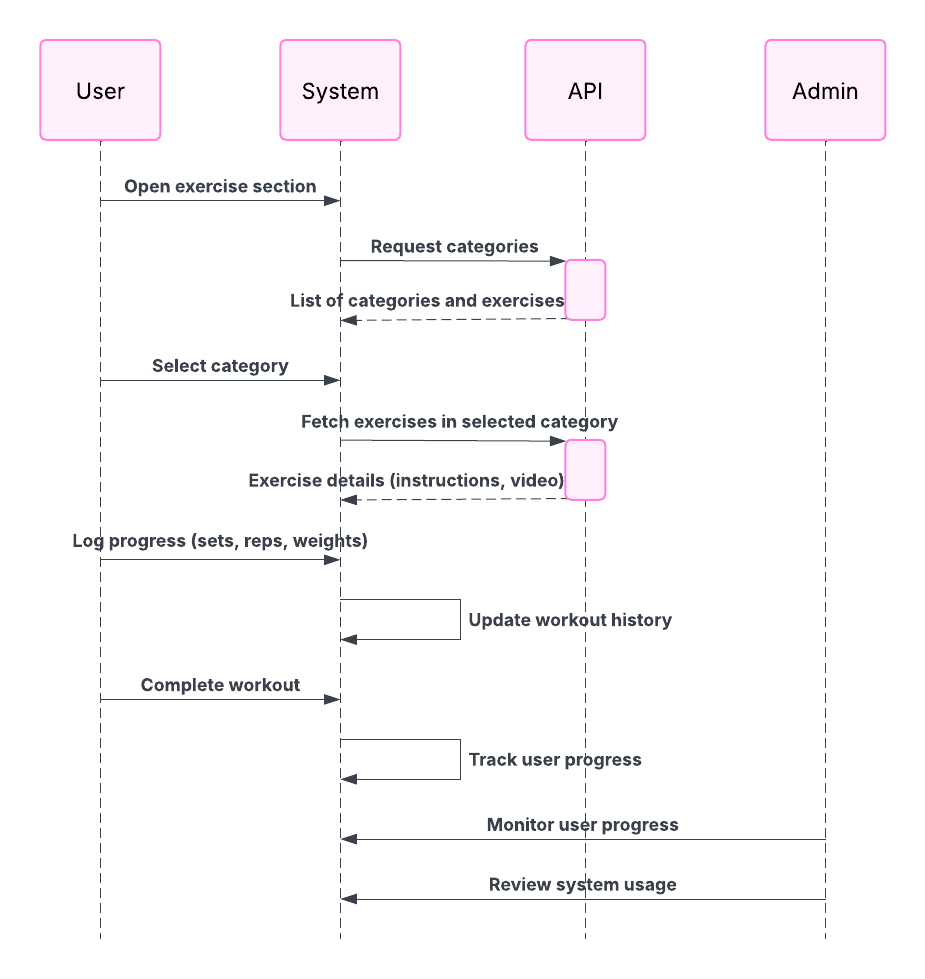 User
System
API
Admin
Open exercise section
Request categories
List of categories and exercises
Select category
Fetch exercises in selected category
Exercise details (instructions, video)
Log progress (sets, reps, weights)
Update workout history
Complete workout
Track user progress
Monitor user progress
Review system usage